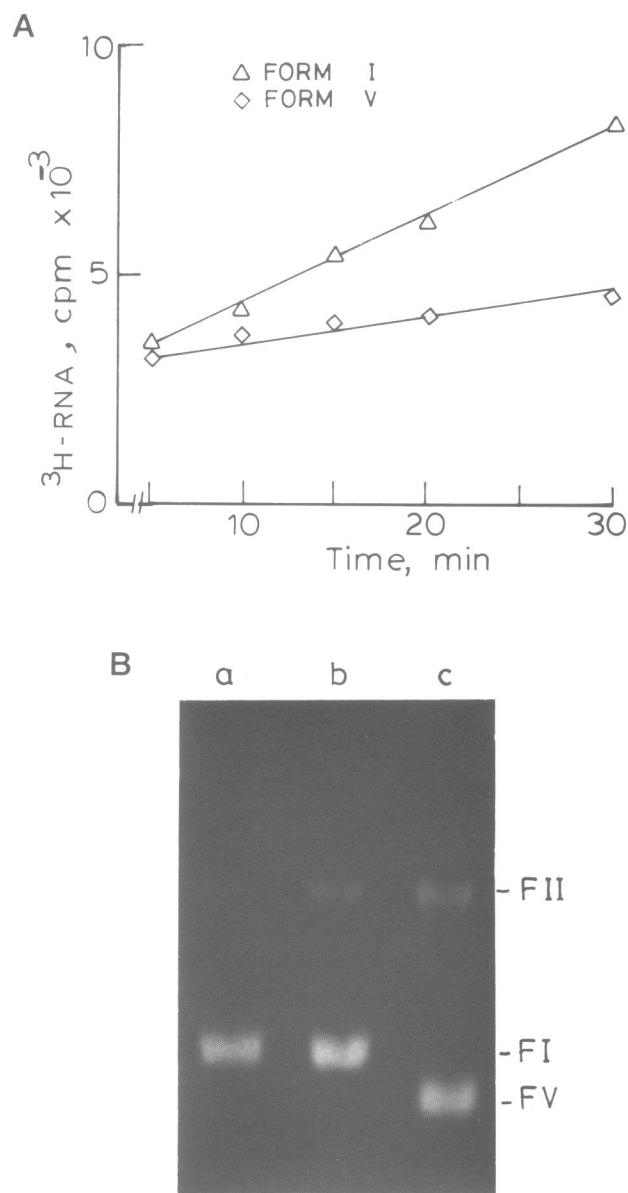 A
10
△ FORM I
◇ FORM V
5
0
³H-RNA, cpm x10⁻³
10
20
30
Time, min
B
a b c
-FII
-FI
-FV